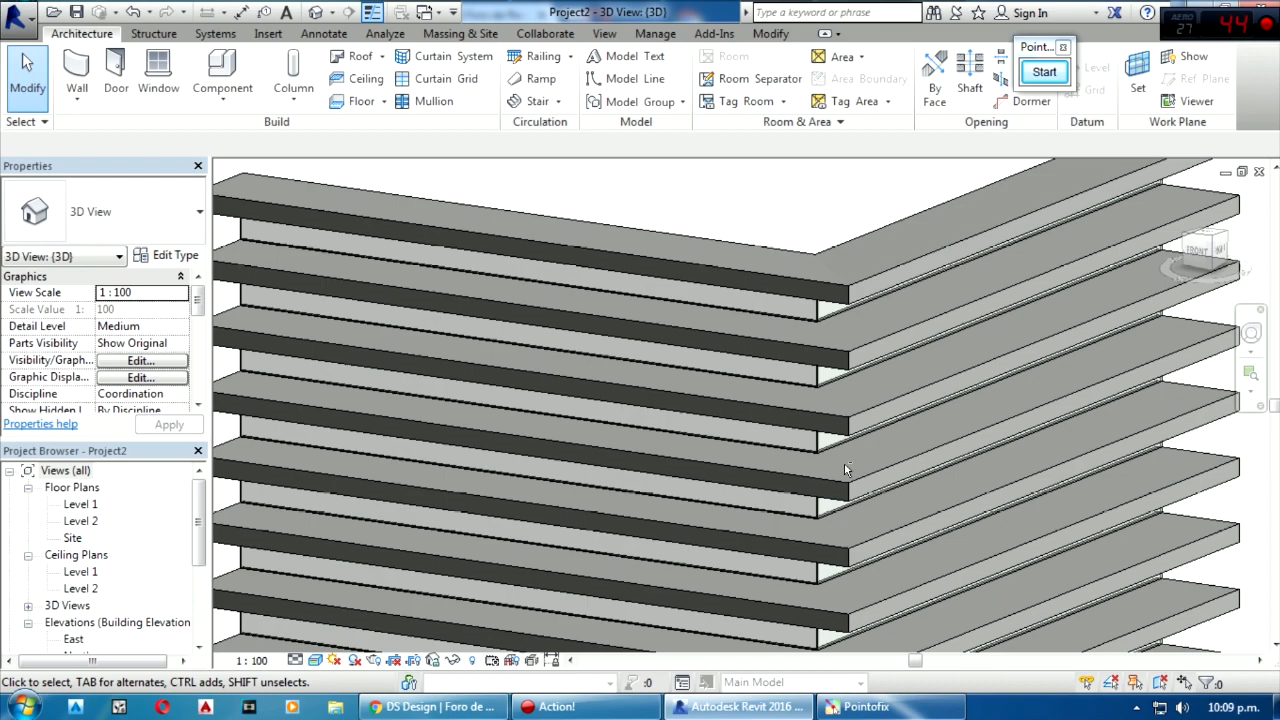 Project2 - 3D View: {3D}
Type a keyword or phrase
Sign In
AERO
27
44
Architecture Structure Systems Insert Annotate Analyze Massing & Site Collaborate View Manage Add-Ins Modify
Modify
Wall
Door
Window
Component
Column
Roof
Ceiling
Floor
Curtain System
Curtain Grid
Mullion
Railing
Ramp
Stair
Model Text
Model Line
Model Group
Room
Room Separator
Tag Room
Area
Area Boundary
Tag Area
By
Face
Shaft
Dormer
Level
Grid
Set
Show
Ref Plane
Viewer
Point...
Start
Select
Build
Circulation
Model
Room & Area
Opening
Datum
Work Plane
Properties
3D View
3D View: {3D}
Edit Type
Graphics
View Scale 1 : 100
Scale Value 1: 100
Detail Level Medium
Parts Visibility Show Original
Visibility/Graph... Edit...
Graphic Displa... Edit...
Discipline Coordination
Show Hidden L By Discipline
Properties help
Apply
FRONT
Project Browser - Project2
Views (all)
Floor Plans
Level 1
Level 2
Site
Ceiling Plans
Level 1
Level 2
3D Views
Elevations (Building Elevation
East
1 : 100
Click to select, TAB for alternates, CTRL adds, SHIFT unselects.
:0
Main Model
:0
DS Design | Foro de ...
Action!
Autodesk Revit 2016 ...
Pointofix
10:09 p.m.